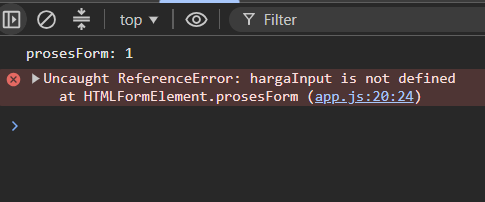 top
Filter
prosesForm: 1
Uncaught ReferenceError: hargaInput is not defined
at HTMLFormElement.prosesForm (app.js:20:24)